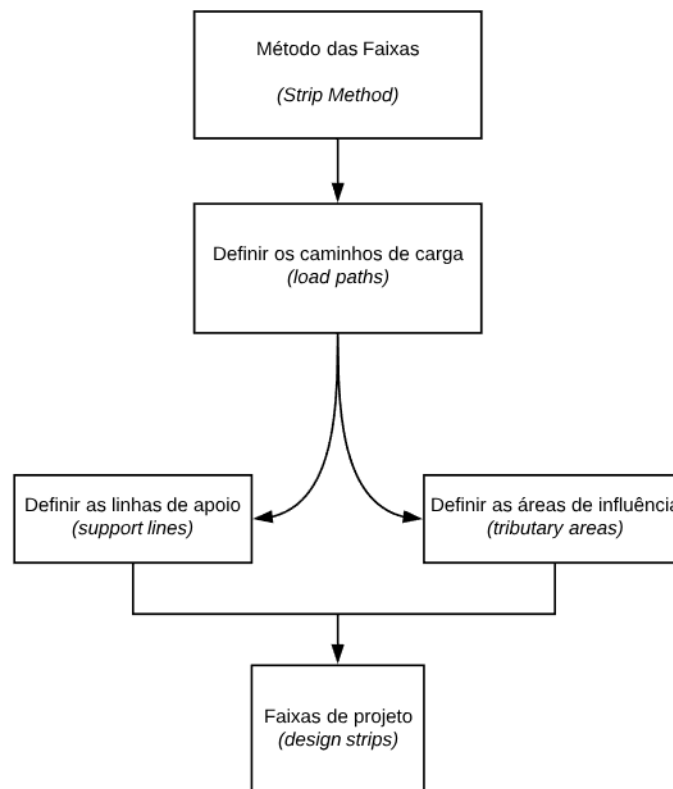 Método das Faixas
(Strip Method)
Definir os caminhos de carga
(load paths)
Definir as linhas de apoio
(support lines)
Definir as áreas de influência
(tributary areas)
Faixas de projeto
(design strips)